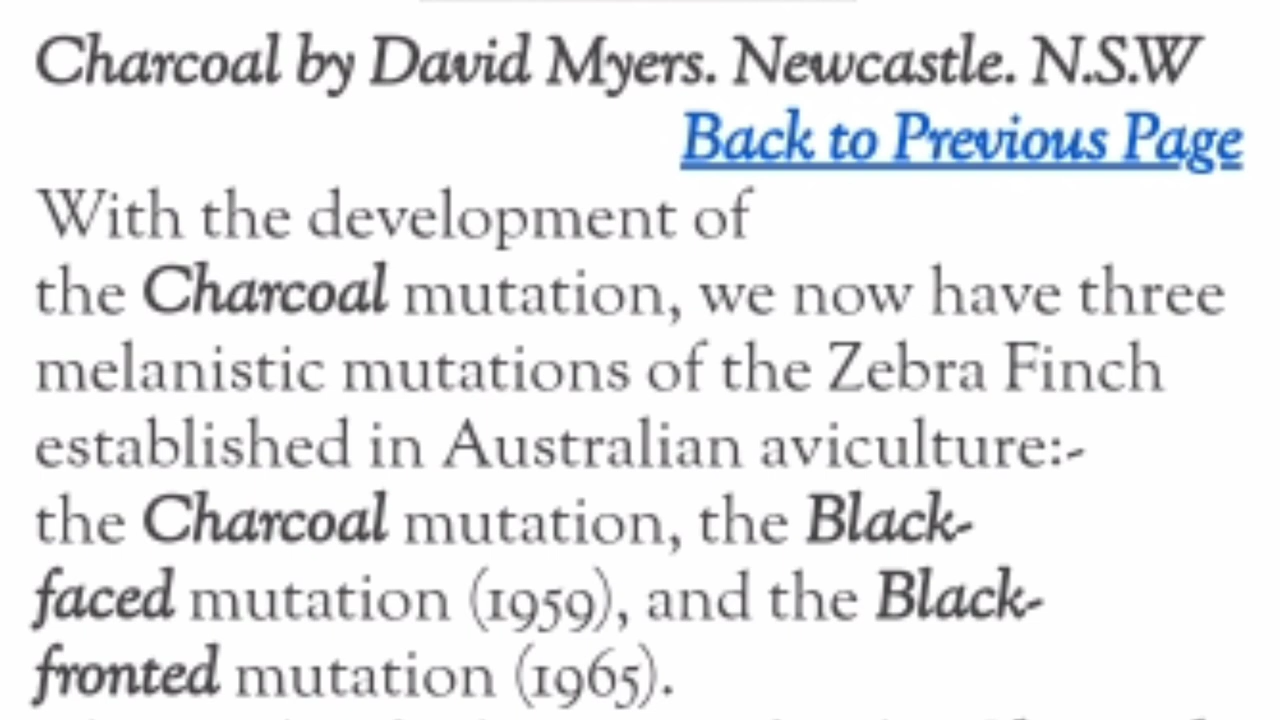 Charcoal by David Myers. Newcastle. N.S.W
Back to Previous Page
With the development of
the Charcoal mutation, we now have three
melanistic mutations of the Zebra Finch
established in Australian aviculture:-
the Charcoal mutation, the Black-
faced mutation (1959), and the Black-
fronted mutation (1965).